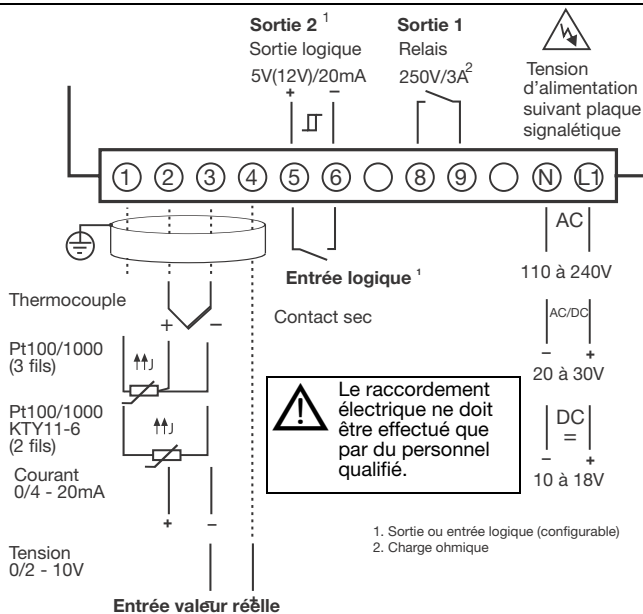 Sortie 2 ¹
Sortie logique
5V(12V)/20mA
+ −
Sortie 1
Relais
250V/3A²
Tension
d'alimentation
suivant plaque
signalétique
1 2 3 4 5 6 8 9 N L1
Entrée logique ¹
Contact sec
AC
110 à 240V
AC/DC
− +
20 à 30V
DC
=
− +
10 à 18V
Thermocouple
+ −
Pt100/1000
(3 fils)
Pt100/1000
KTY11-6
(2 fils)
Courant
0/4 - 20mA
+ −
Tension
0/2 - 10V
− +
Entrée valeur réelle
Le raccordement
électrique ne doit
être effectué que
par du personnel
qualifié.
1. Sortie ou entrée logique (configurable)
2. Charge ohmique